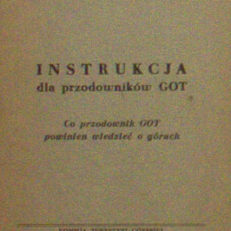 INSTRUKCJA
dla przodowników GOT
Co przodownik GOT
powinien wiedzieć o górach